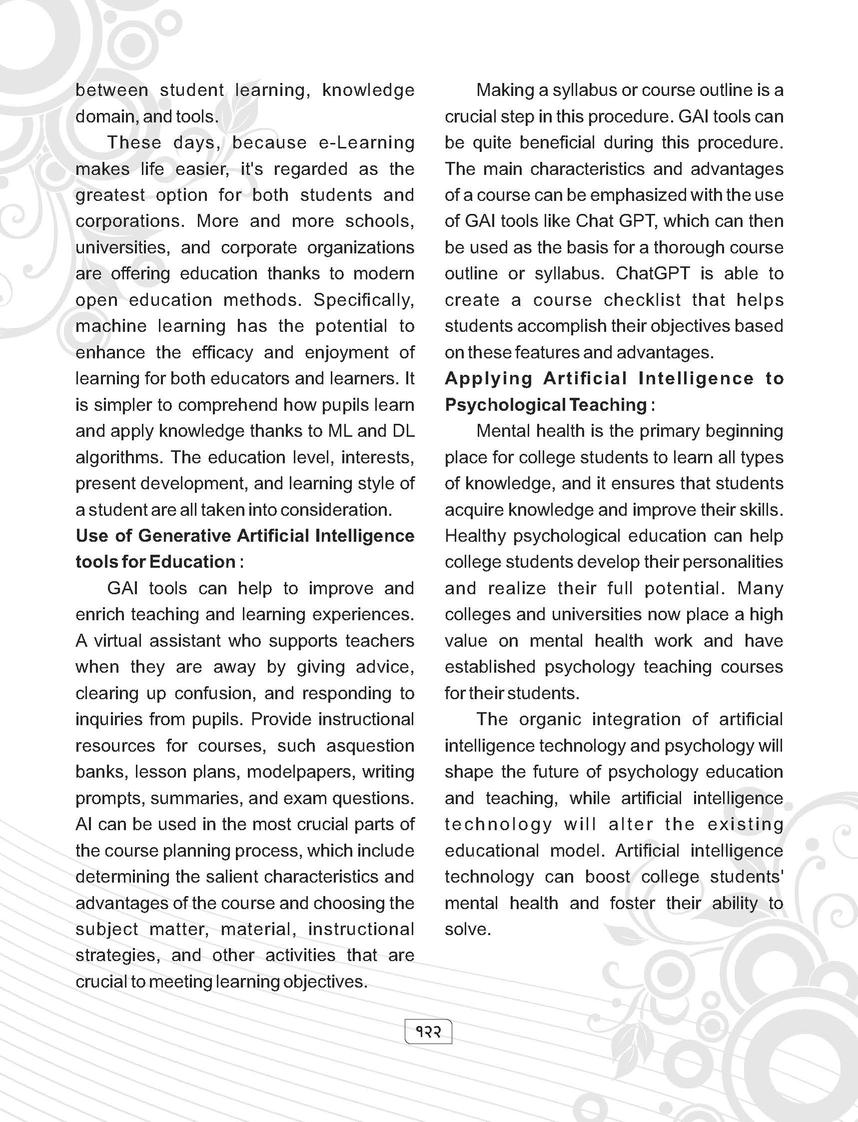 between student learning, knowledge
domain, and tools.
These days, because e-Learning
makes life easier, it's regarded as the
greatest option for both students and
corporations. More and more schools,
universities, and corporate organizations
are offering education thanks to modern
open education methods. Specifically,
machine learning has the potential to
enhance the efficacy and enjoyment of
learning for both educators and learners. It
is simpler to comprehend how pupils learn
and apply knowledge thanks to ML and DL
algorithms. The education level, interests,
present development, and learning style of
a student are all taken into consideration.
Use of Generative Artificial Intelligence
tools for Education :
GAI tools can help to improve and
enrich teaching and learning experiences.
A virtual assistant who supports teachers
when they are away by giving advice,
clearing up confusion, and responding to
inquiries from pupils. Provide instructional
resources for courses, such asquestion
banks, lesson plans, modelpapers, writing
prompts, summaries, and exam questions.
AI can be used in the most crucial parts of
the course planning process, which include
determining the salient characteristics and
advantages of the course and choosing the
subject matter, material, instructional
strategies, and other activities that are
crucial to meeting learning objectives.
Making a syllabus or course outline is a
crucial step in this procedure. GAI tools can
be quite beneficial during this procedure.
The main characteristics and advantages
of a course can be emphasized with the use
of GAI tools like Chat GPT, which can then
be used as the basis for a thorough course
outline or syllabus. ChatGPT is able to
create a course checklist that helps
students accomplish their objectives based
on these features and advantages.
Applying Artificial Intelligence to
Psychological Teaching :
Mental health is the primary beginning
place for college students to learn all types
of knowledge, and it ensures that students
acquire knowledge and improve their skills.
Healthy psychological education can help
college students develop their personalities
and realize their full potential. Many
colleges and universities now place a high
value on mental health work and have
established psychology teaching courses
for their students.
The organic integration of artificial
intelligence technology and psychology will
shape the future of psychology education
and teaching, while artificial intelligence
technology will alter the existing
educational model. Artificial intelligence
technology can boost college students'
mental health and foster their ability to
solve.
१२२